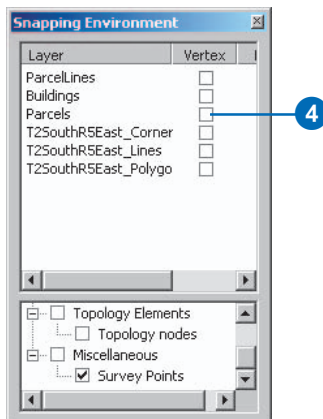 Snapping Environment
Layer Vertex
ParcelLines
Buildings
Parcels
4
T2SouthR5East_Corner
T2SouthR5East_Lines
T2SouthR5East_Polygo
Topology Elements
Topology nodes
Miscellaneous
Survey Points